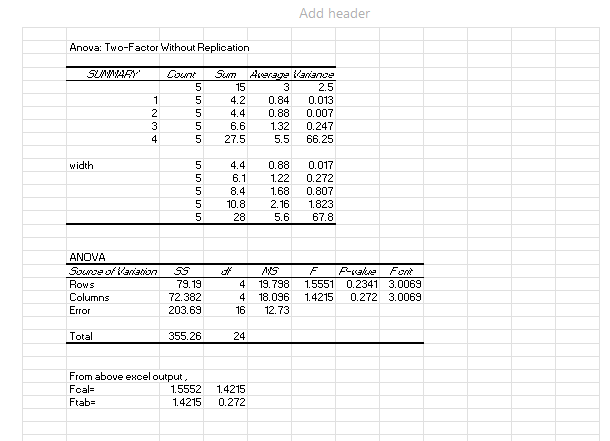 Add header
Anova: Two-Factor Without Replication
SUMMARY Count Sum Average Variance
5 15 3 2.5
1 5 4.2 0.84 0.013
2 5 4.4 0.88 0.007
3 5 6.6 1.32 0.247
4 5 27.5 5.5 66.25
width 5 4.4 0.88 0.017
5 6.1 1.22 0.272
5 8.4 1.68 0.807
5 10.8 2.16 1.823
5 28 5.6 67.8
ANOVA
Source of Variation SS df MS F P-value F crit
Rows 79.19 4 19.798 1.5551 0.2341 3.0069
Columns 72.382 4 18.096 1.4215 0.272 3.0069
Error 203.69 16 12.73
Total 355.26 24
From above excel output,
Fcal= 1.5552 1.4215
Ftab= 1.4215 0.272